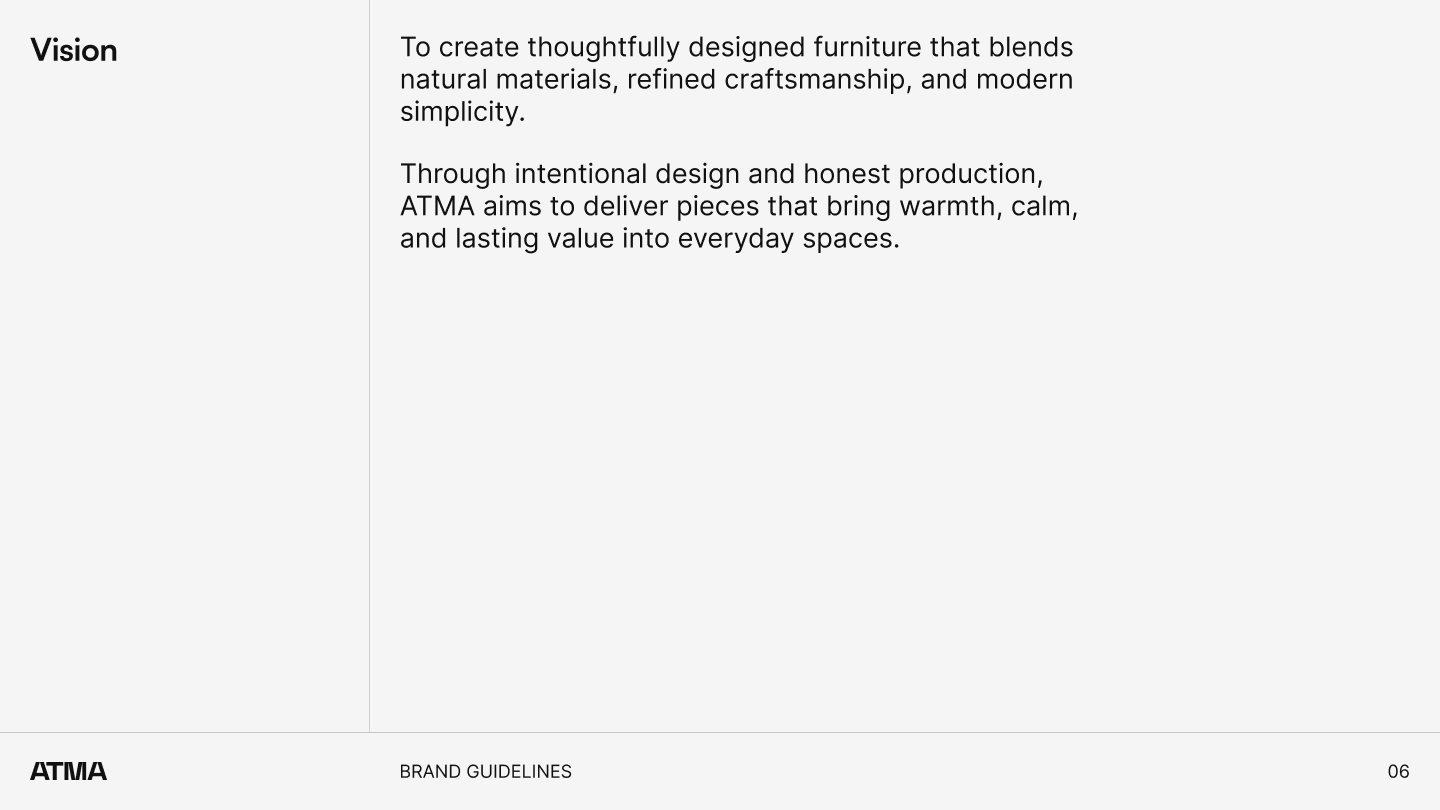 Vision
To create thoughtfully designed furniture that blends
natural materials, refined craftsmanship, and modern
simplicity.
Through intentional design and honest production,
ATMA aims to deliver pieces that bring warmth, calm,
and lasting value into everyday spaces.
ATMA
BRAND GUIDELINES
06